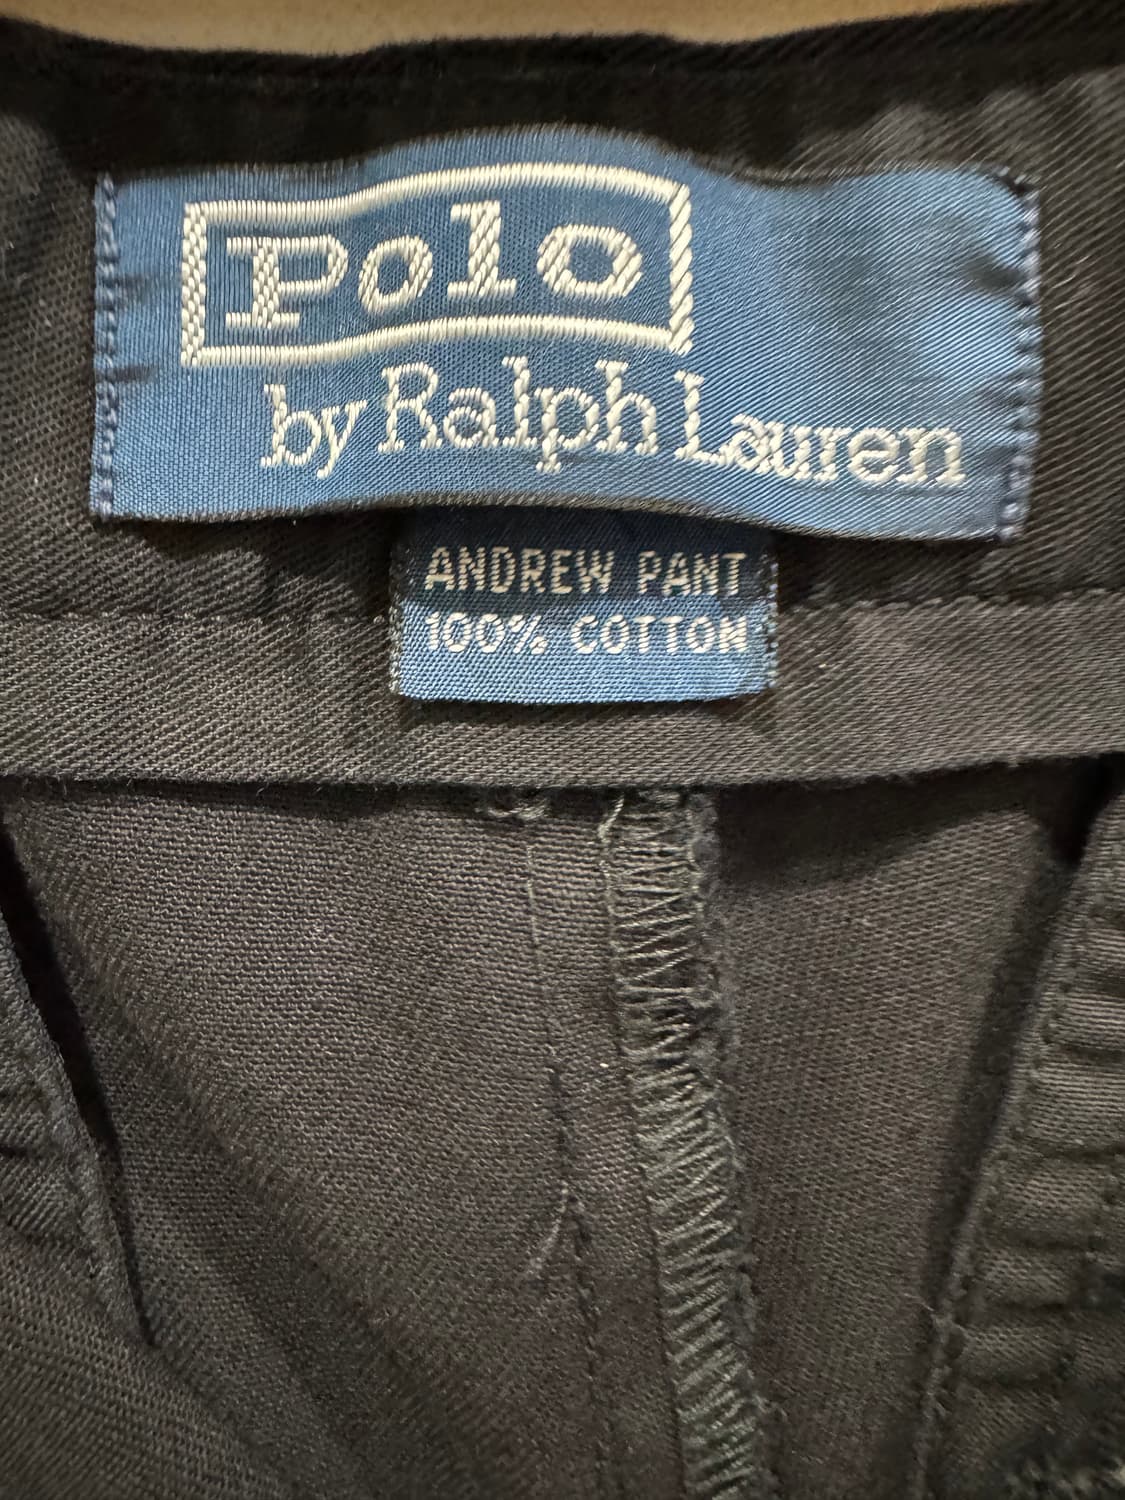 Polo
by Ralph Lauren
ANDREW PANT
100% COTTON